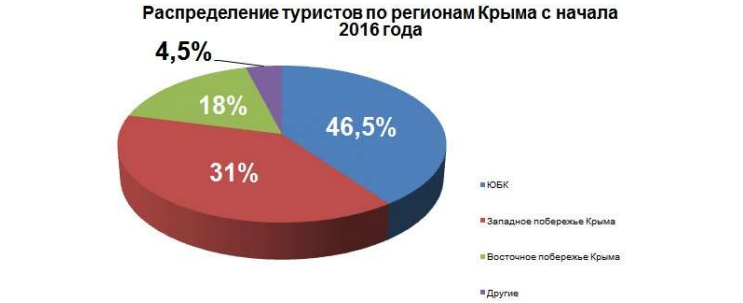 Распределение туристов по регионам Крыма с начала
2016 года
4,5%
18%
46,5%
31%
ЮБК
Западное побережье Крыма
Восточное побережье Крыма
Другие